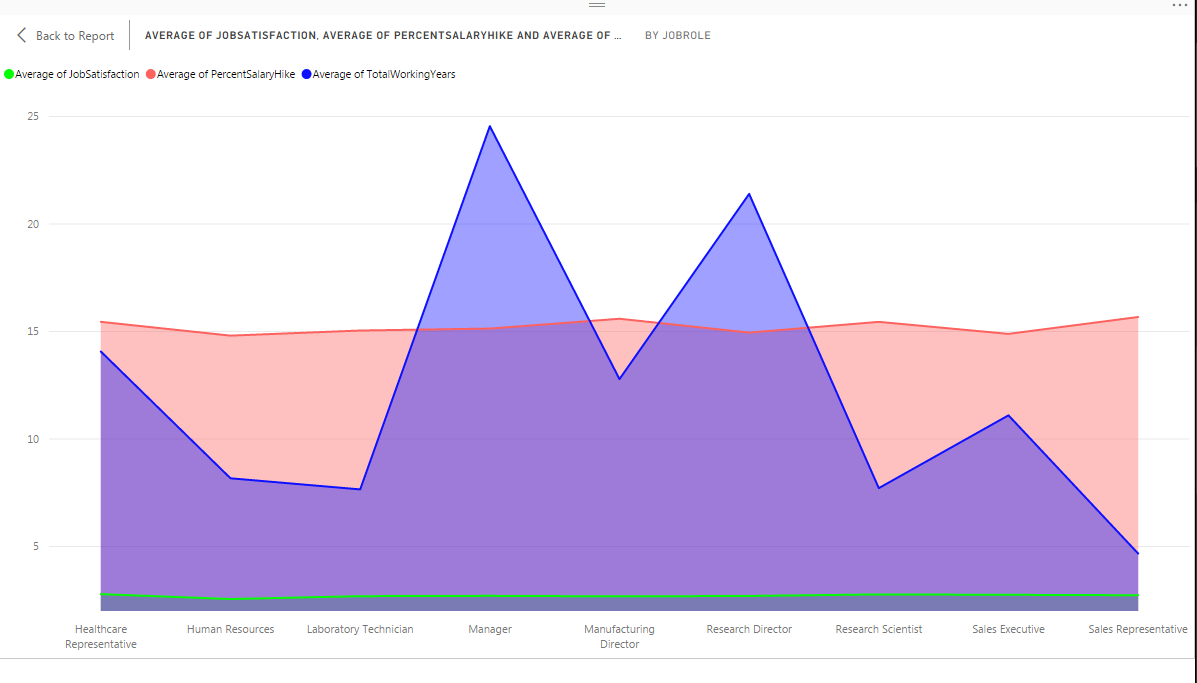 Back to Report
AVERAGE OF JOBSATISFACTION, AVERAGE OF PERCENTSALARYHIKE AND AVERAGE OF ... BY JOBROLE
Average of JobSatisfaction Average of PercentSalaryHike Average of TotalWorkingYears
25
20
15
10
5
Healthcare Representative
Human Resources
Laboratory Technician
Manager
Manufacturing Director
Research Director
Research Scientist
Sales Executive
Sales Representative